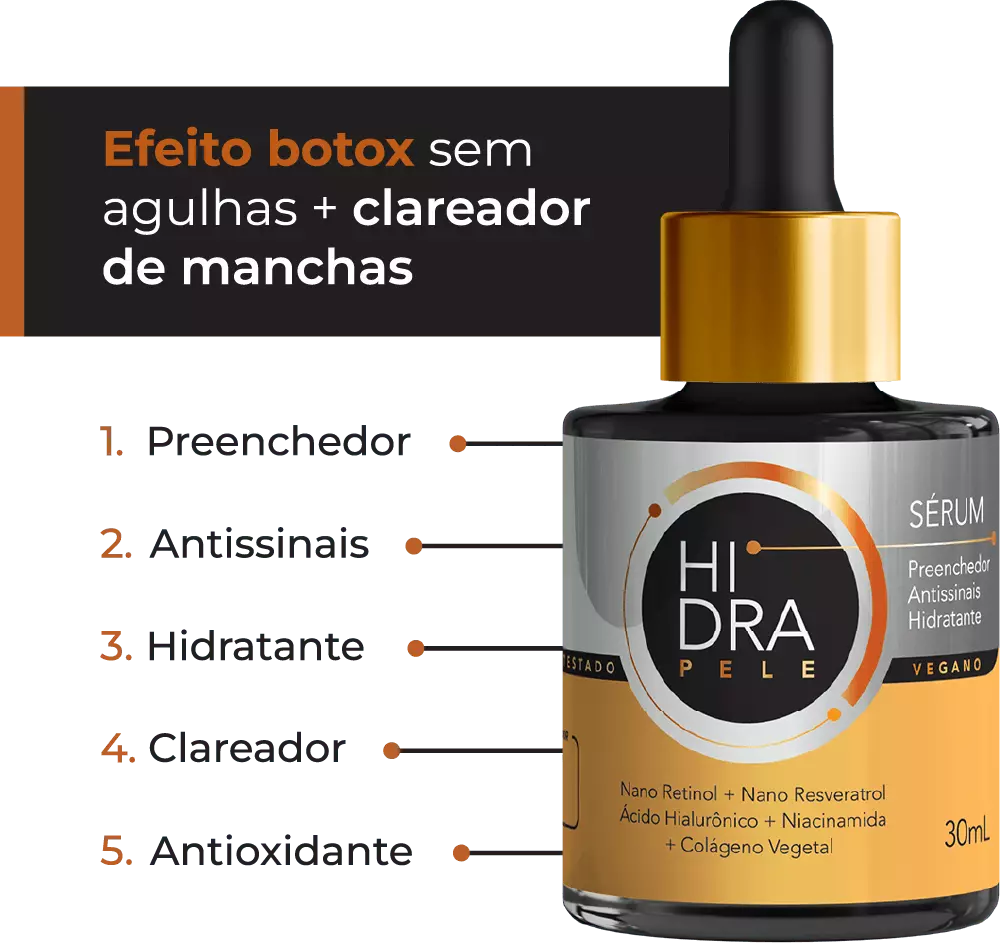 Efeito botox sem
agulhas + clareador
de manchas
1. Preenchedor
2. Antissinais
3. Hidratante
4. Clareador
5. Antioxidante
HI
DRA
PELE
SÉRUM
Preenchedor
Antissinais
Hidratante
VEGANO
Nano Retinol + Nano Resveratrol
Ácido Hialurônico + Niacinamida
+ Colágeno Vegetal
30mL